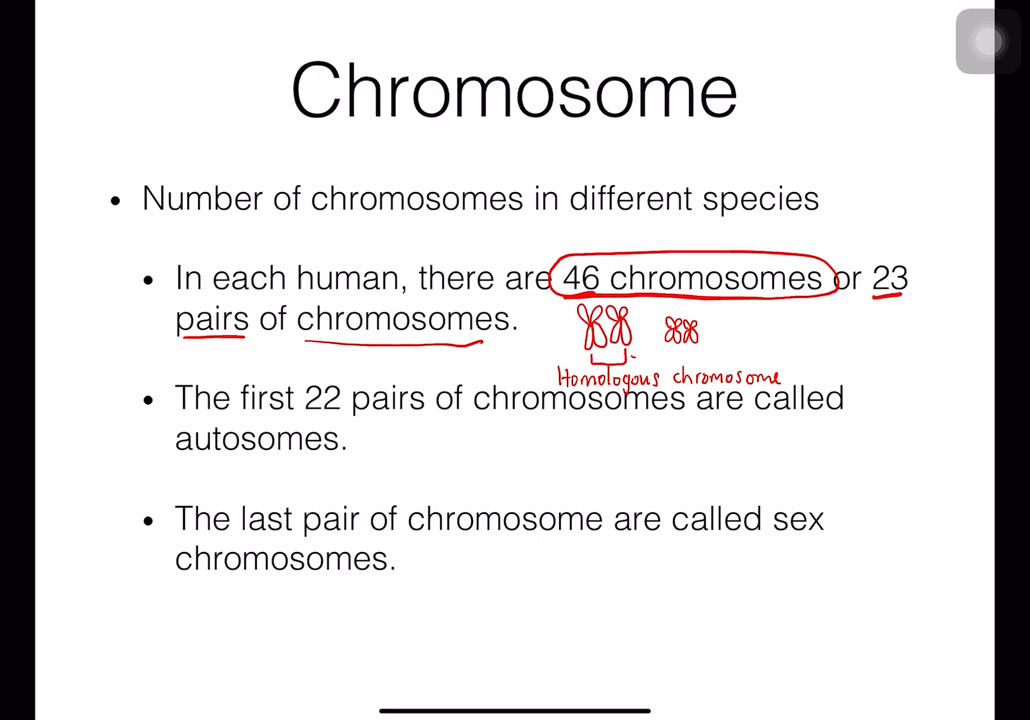 Chromosome
• Number of chromosomes in different species
• In each human, there are 46 chromosomes or 23
pairs of chromosomes.
Homologous chromosome
• The first 22 pairs of chromosomes are called
autosomes.
• The last pair of chromosome are called sex
chromosomes.